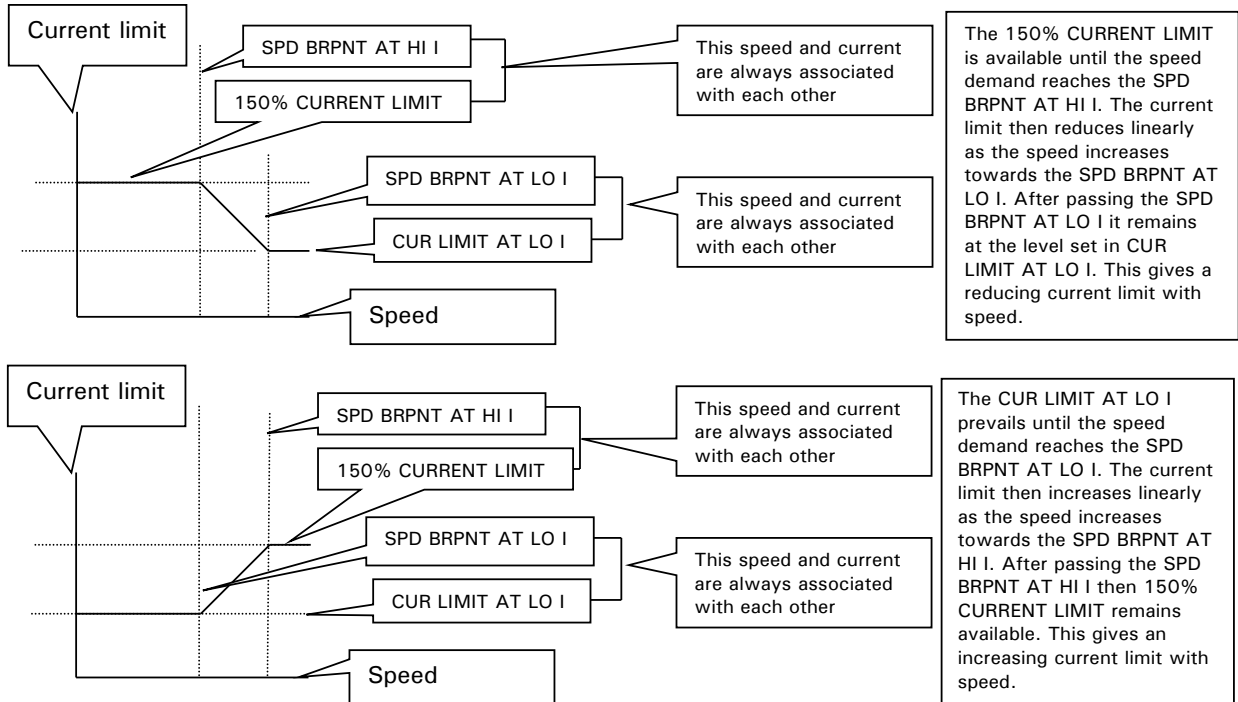 Current limit
SPD BRPNT AT HI I
150% CURRENT LIMIT
This speed and current
are always associated
with each other
SPD BRPNT AT LO I
CUR LIMIT AT LO I
This speed and current
are always associated
with each other
Speed
The 150% CURRENT LIMIT
is available until the speed
demand reaches the SPD
BRPNT AT HI I. The current
limit then reduces linearly
as the speed increases
towards the SPD BRPNT AT
LO I. After passing the SPD
BRPNT AT LO I it remains
at the level set in CUR
LIMIT AT LO I. This gives a
reducing current limit with
speed.
Current limit
SPD BRPNT AT HI I
150% CURRENT LIMIT
This speed and current
are always associated
with each other
SPD BRPNT AT LO I
CUR LIMIT AT LO I
This speed and current
are always associated
with each other
Speed
The CUR LIMIT AT LO I
prevails until the speed
demand reaches the SPD
BRPNT AT LO I. The current
limit then increases linearly
as the speed increases
towards the SPD BRPNT AT
HI I. After passing the SPD
BRPNT AT HI I then 150%
CURRENT LIMIT remains
available. This gives an
increasing current limit with
speed.